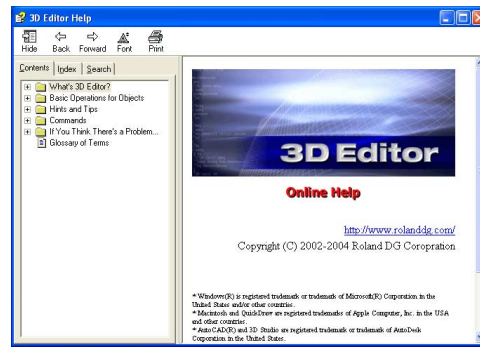 3D Editor Help
Hide Back Forward Font Print
Contents Index Search
What's 3D Editor?
Basic Operations for Objects
Hints and Tips
Commands
If You Think There's a Problem...
Glossary of Terms
3D Editor
Online Help
http://www.rolanddg.com/
Copyright (C) 2002-2004 Roland DG Coropration
* Windows(R) is registered trademark or trademark of Microsoft(R) Corporation in the
United States and/or other countries.
* Macintosh and QuickDraw are registered trademarks of Apple Computer, Inc. in the USA
and other countries.
* AutoCAD(R) and 3D Studio are registered trademark or trademark of AutoDesk
Corporation in the United States.